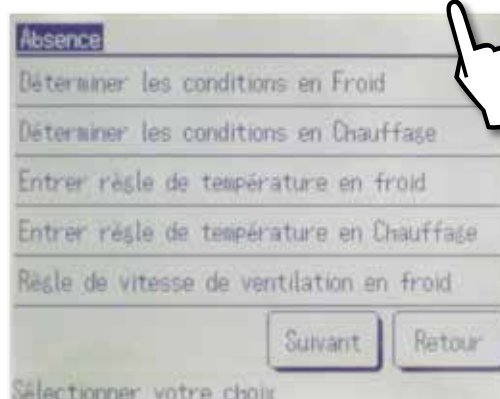 Absence
Déterminer les conditions en Froid
Déterminer les conditions en Chauffage
Entrer règle de température en froid
Entrer règle de température en Chauffage
Règle de vitesse de ventilation en froid
Suivant Retour
Sélectionner votre choix